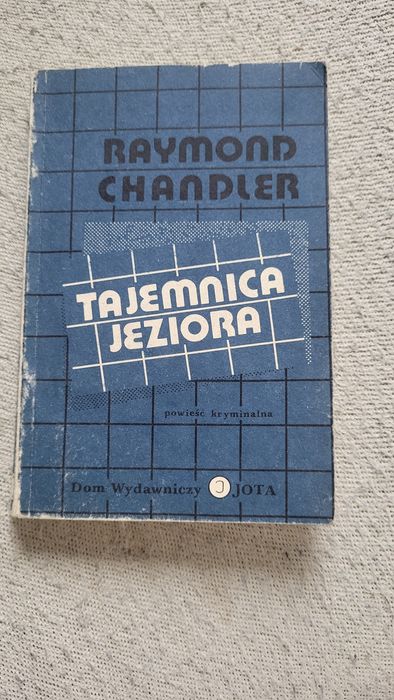 RAYMOND
CHANDLER
TAJEMNICA
JEZIORA
powieść kryminalna
Dom Wydawniczy J JOTA